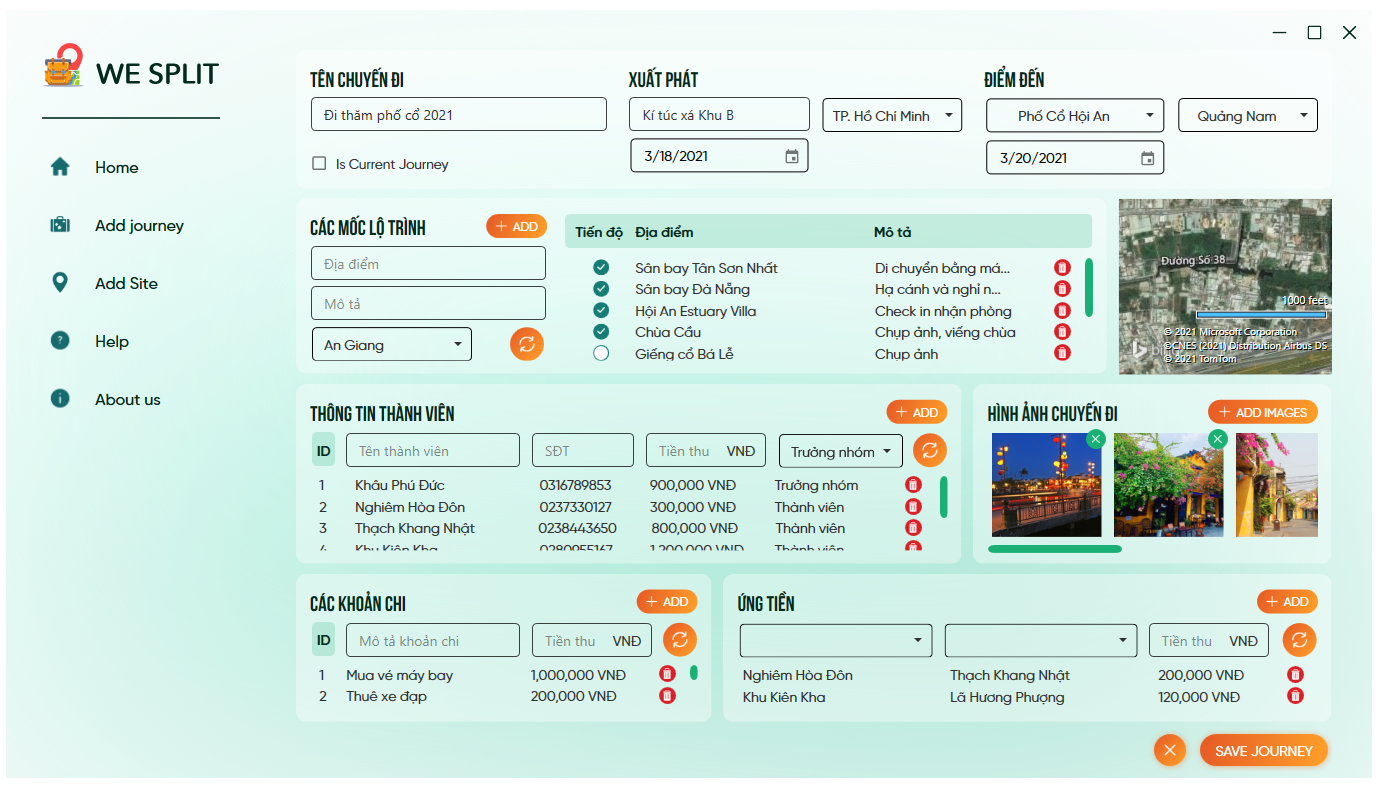 WE SPLIT
Home
Add journey
Add Site
Help
About us
TÊN CHUYẾN ĐI
Đi thăm phố cổ 2021
Is Current Journey
XUẤT PHÁT
Kí túc xá Khu B
TP. Hồ Chí Minh
3/18/2021
ĐIỂM ĐẾN
Phố Cổ Hội An
Quảng Nam
3/20/2021
CÁC MỐC LỘ TRÌNH
ADD
Địa điểm
Mô tả
An Giang
Tiến độ Địa điểm Mô tả
Sân bay Tân Sơn Nhất Di chuyển bằng má...
Sân bay Đà Nẵng Hạ cánh và nghỉ n...
Hội An Estuary Villa Check in nhận phòng
Chùa Cầu Chụp ảnh, viếng chùa
Giếng cổ Bá Lễ Chụp ảnh
Đường Số 38
1000 feet
© 2021 Microsoft Corporation
©CNES (2021) Distribution Airbus DS
© 2021 TomTom
THÔNG TIN THÀNH VIÊN
ADD
ID Tên thành viên SĐT Tiền thu VNĐ Trưởng nhóm
1 Khâu Phú Đức 0316789853 900,000 VNĐ Trưởng nhóm
2 Nghiêm Hòa Đôn 0237330127 300,000 VNĐ Thành viên
3 Thạch Khang Nhật 0238443650 800,000 VNĐ Thành viên
4 Khu Kiên Kha 0280955167 1,200,000 VNĐ Thành viên
HÌNH ẢNH CHUYẾN ĐI
ADD IMAGES
CÁC KHOẢN CHI
ADD
ID Mô tả khoản chi Tiền thu VNĐ
1 Mua vé máy bay 1,000,000 VNĐ
2 Thuê xe đạp 200,000 VNĐ
ỨNG TIỀN
ADD
Tiền thu VNĐ
Nghiêm Hòa Đôn Thạch Khang Nhật 200,000 VNĐ
Khu Kiên Kha Lã Hương Phượng 120,000 VNĐ
SAVE JOURNEY